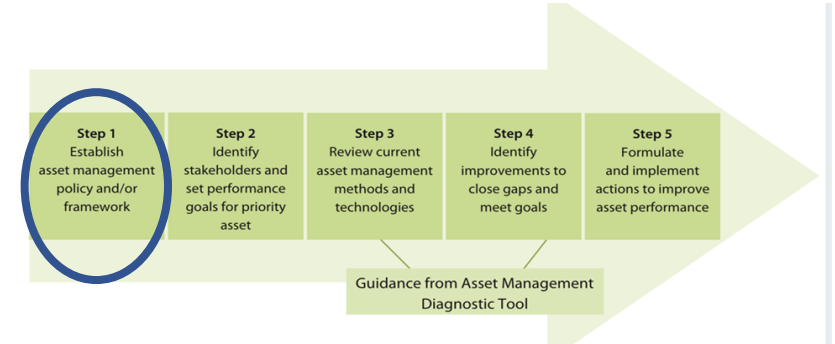 Step 1
Establish
asset management
policy and/or
framework
Step 2
Identify
stakeholders and
set performance
goals for priority
asset
Step 3
Review current
asset management
methods and
technologies
Step 4
Identify
improvements to
close gaps and
meet goals
Step 5
Formulate
and implement
actions to improve
asset performance
Guidance from Asset Management
Diagnostic Tool